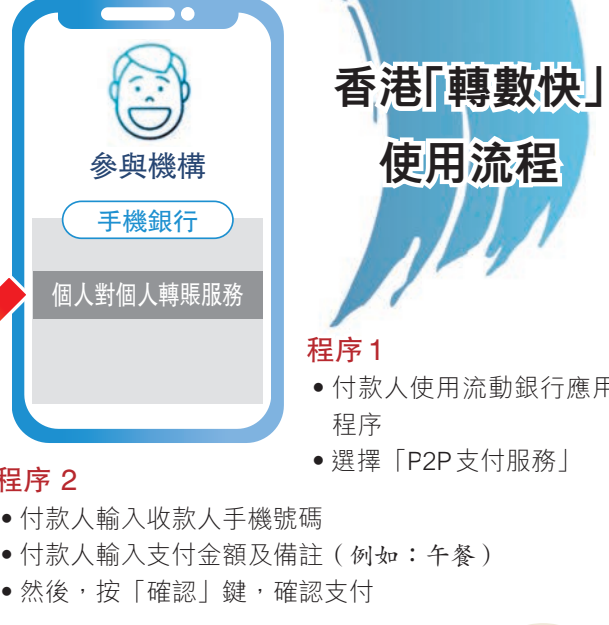 參與機構
手機銀行
個人對個人轉賬服務
香港「轉數快」
使用流程
程序 1
•付款人使用流動銀行應用
程序
•選擇「P2P支付服務」
程序 2
•付款人輸入收款人手機號碼
•付款人輸入支付金額及備註（例如：午餐）
•然後，按「確認」鍵，確認支付